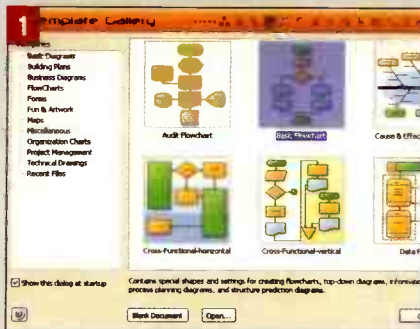 1
Template Gallery
Basic Diagrams
Building Plans
Business Diagrams
FlowCharts
Forms
Fun & Artwork
Maps
Miscellaneous
Organization Charts
Project Management
Technical Drawings
Recent Files
Audit Flowchart
Basic Flowchart
Cause & Effec
Cross-Functional-horizontal
Cross-Functional-vertical
Data F
Show this dialog at startup
Contains special shapes and settings for creating flowcharts, top-down diagrams, information
process planning diagrams, and structure prediction diagrams.
Blank Document
Open...